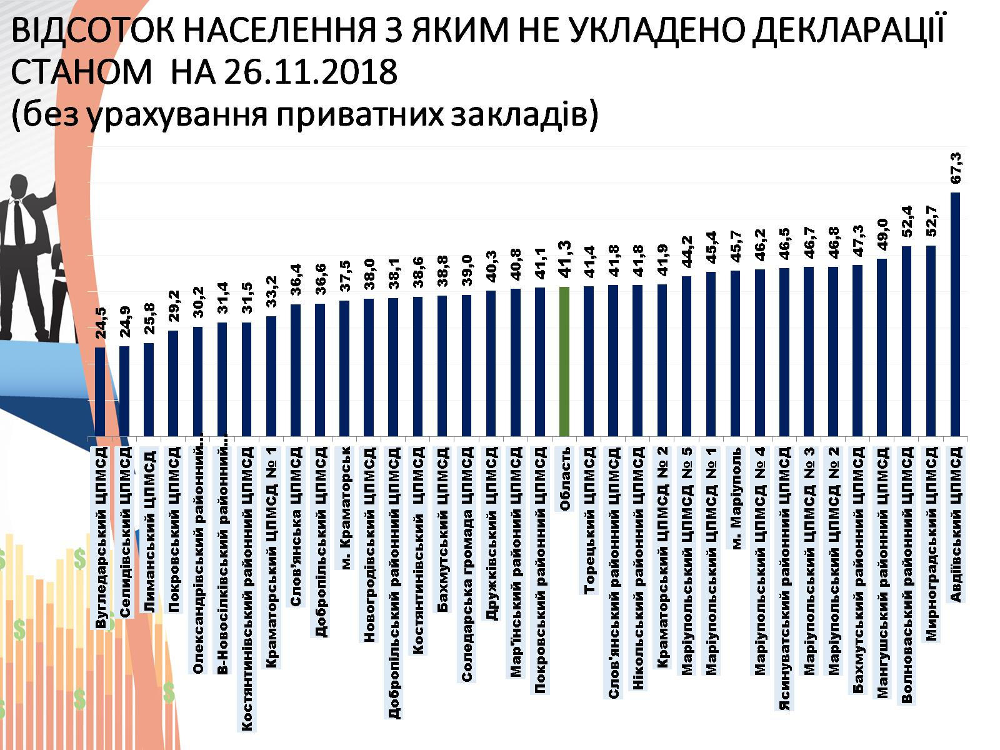 ВІДСОТОК НАСЕЛЕННЯ З ЯКИМ НЕ УКЛАДЕНО ДЕКЛАРАЦІЇ
СТАНОМ НА 26.11.2018
(без урахування приватних закладів)
24,5
24,9
25,8
29,2
30,2
31,4
31,5
33,2
36,4
36,6
37,5
38,0
38,1
38,6
38,8
39,0
40,3
40,8
41,1
41,3
41,4
41,8
41,8
41,9
44,2
45,4
45,7
46,2
46,5
46,7
46,8
47,3
49,0
52,4
52,7
67,3
Вугледарський ЦПМСД
Селидівський ЦПМСД
Лиманський ЦПМСД
Покровський ЦПМСД
Олександрівський районний...
В-Новосілківський районний...
Костянтинівський районний ЦПМСД
Краматорський ЦПМСД № 1
Слов'янська ЦПМСД
Добропільський ЦПМСД
м. Краматорськ
Новогродівський ЦПМСД
Добропільський районний ЦПМСД
Костянтинівський ЦПМСД
Бахмутський ЦПМСД
Соледарська громада ЦПМСД
Дружківський ЦПМСД
Мар'їнський райониий ЦПМСД
Покровський районний ЦПМСД
Область
Торецький ЦПМСД
Слов'янський районний ЦПМСД
Нікольський районний ЦПМСД
Краматорський ЦПМСД № 2
Маріупольський ЦПМСД № 5
Маріупольський ЦПМСД № 1
м. Маріуполь
Маріупольський ЦПМСД № 4
Ясинуватський районний ЦПМСД
Маріупольський ЦПМСД № 3
Маріупольський ЦПМСД № 2
Бахмутський районний ЦПМСД
Мангушський районний ЦПМСД
Волноваський районний ЦПМСД
Мирноградський ЦПМСД
Авдіївський ЦПМСД
$
$
$
$
$
$
$
$